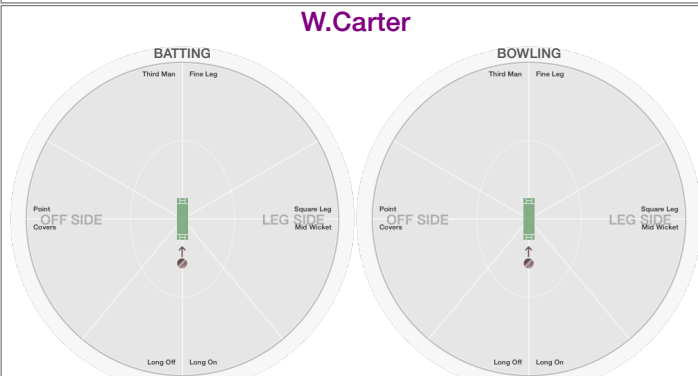 W.Carter
BATTING
Third Man Fine Leg
Point Square Leg
OFF SIDE LEG SIDE
Covers Mid Wicket
Long Off Long On
BOWLING
Third Man Fine Leg
Point Square Leg
OFF SIDE LEG SIDE
Covers Mid Wicket
Long Off Long On